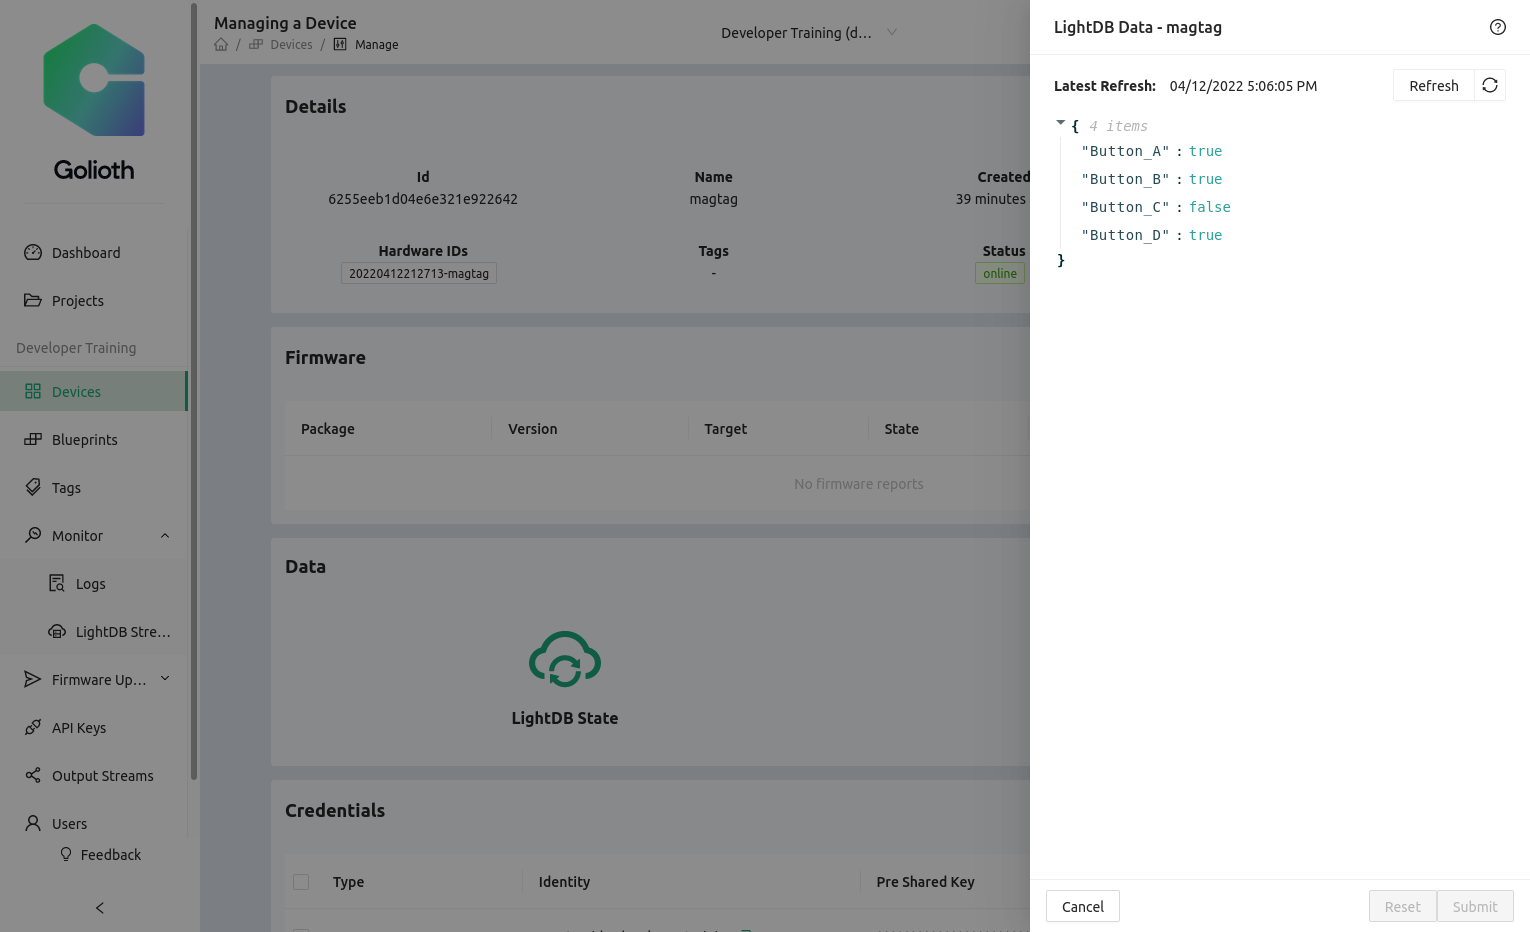 Golioth
Dashboard
Projects
Developer Training
Devices
Blueprints
Tags
Monitor
Logs
LightDB Stre...
Firmware Up...
API Keys
Output Streams
Users
Feedback
Managing a Device
/ Devices / Manage
Developer Training (d...
Details
Id Name Created
6255eeb1d04e6e321e922642 magtag 39 minutes
Hardware IDs Tags Status
20220412212713-magtag - online
Firmware
Package Version Target State
No firmware reports
Data
LightDB State
Credentials
Type Identity Pre Shared Key
LightDB Data - magtag
Latest Refresh: 04/12/2022 5:06:05 PM Refresh
{ 4 items
"Button_A" : true
"Button_B" : true
"Button_C" : false
"Button_D" : true
}
Cancel Reset Submit